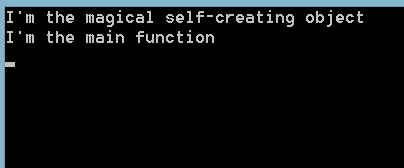 I'm the magical self-creating object
I'm the main function